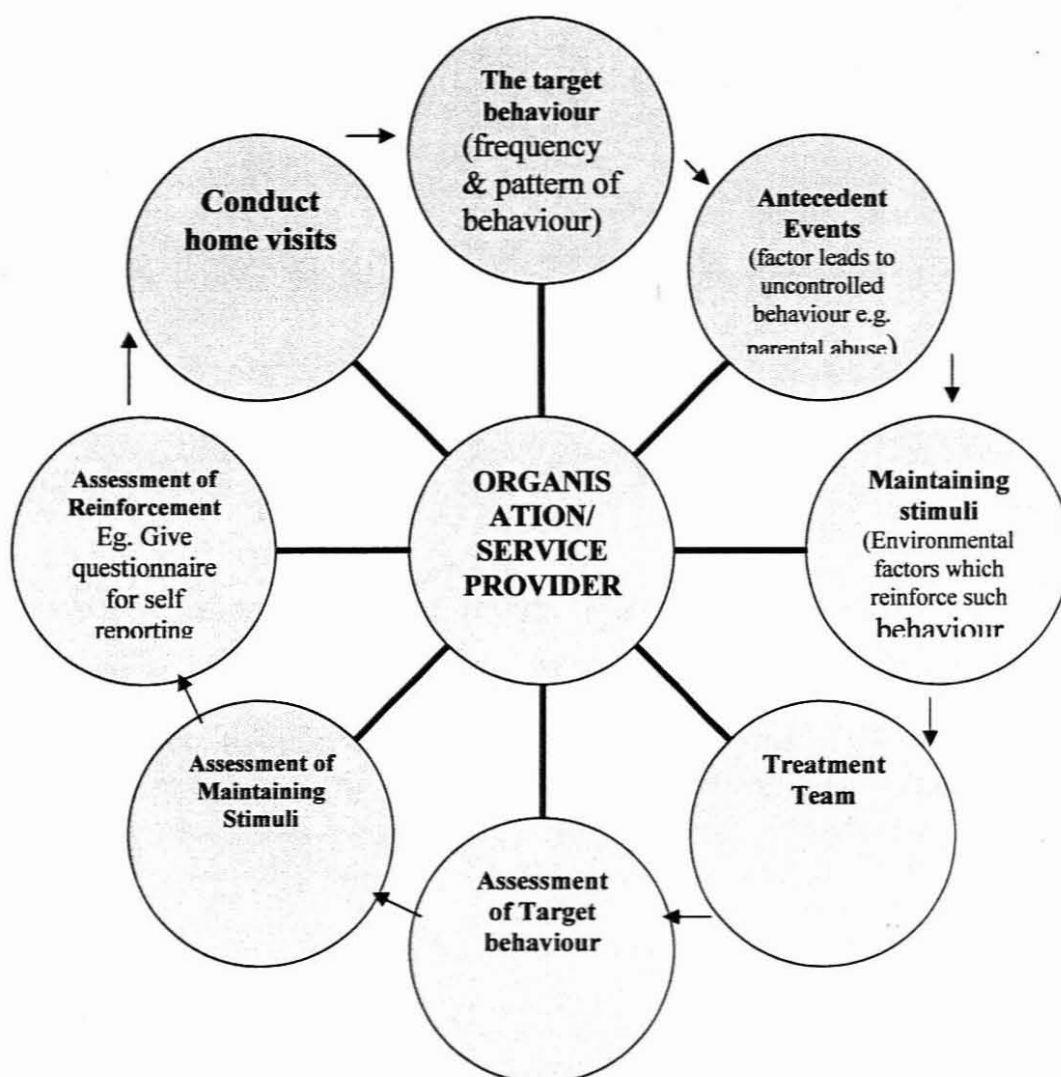 The target
behaviour
(frequency
& pattern of
behaviour)
Antecedent
Events
(factor leads to
uncontrolled
behaviour e.g.
parental abuse)
Maintaining
stimuli
(Environmental
factors which
reinforce such
behaviour
Treatment
Team
Assessment
of Target
behaviour
Assessment of
Maintaining
Stimuli
Assessment of
Reinforcement
Eg. Give
questionnaire
for self
reporting
Conduct
home visits
ORGANIS
ATION/
SERVICE
PROVIDER